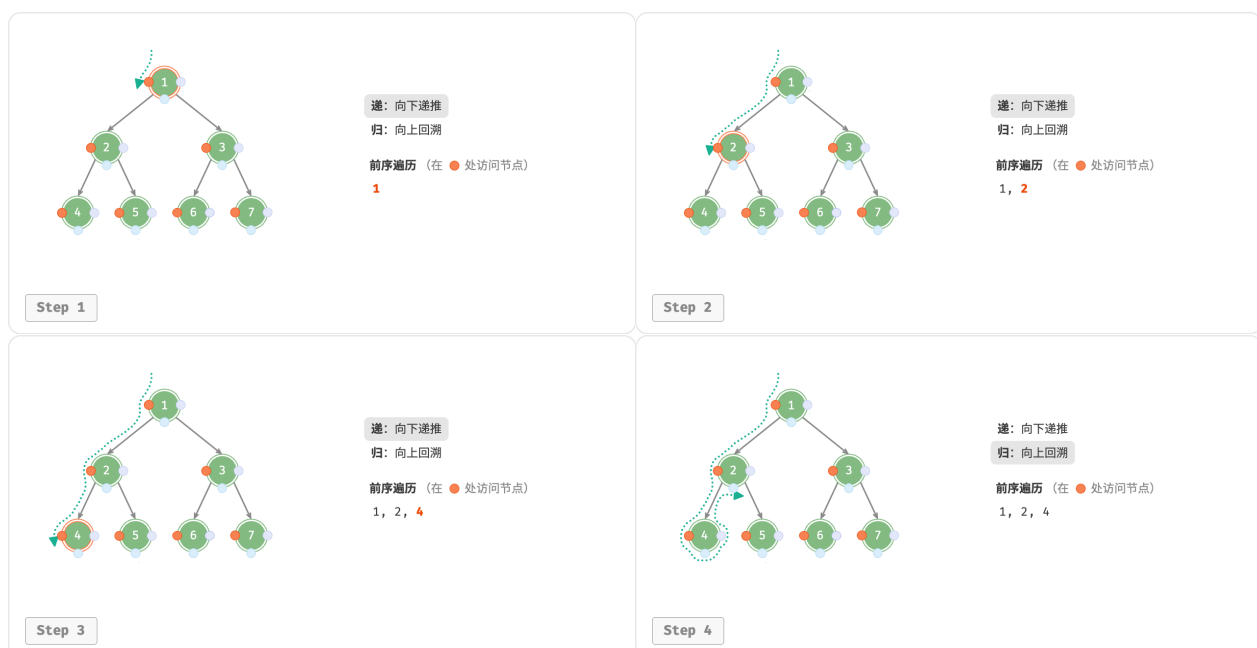 1
2
3
4
5
6
7
递：向下递推
归：向上回溯
前序遍历（在 处访问节点）
1
Step 1
1
2
3
4
5
6
7
递：向下递推
归：向上回溯
前序遍历（在 处访问节点）
1, 2
Step 2
1
2
3
4
5
6
7
递：向下递推
归：向上回溯
前序遍历（在 处访问节点）
1, 2, 4
Step 3
1
2
3
4
5
6
7
递：向下递推
归：向上回溯
前序遍历（在 处访问节点）
1, 2, 4
Step 4